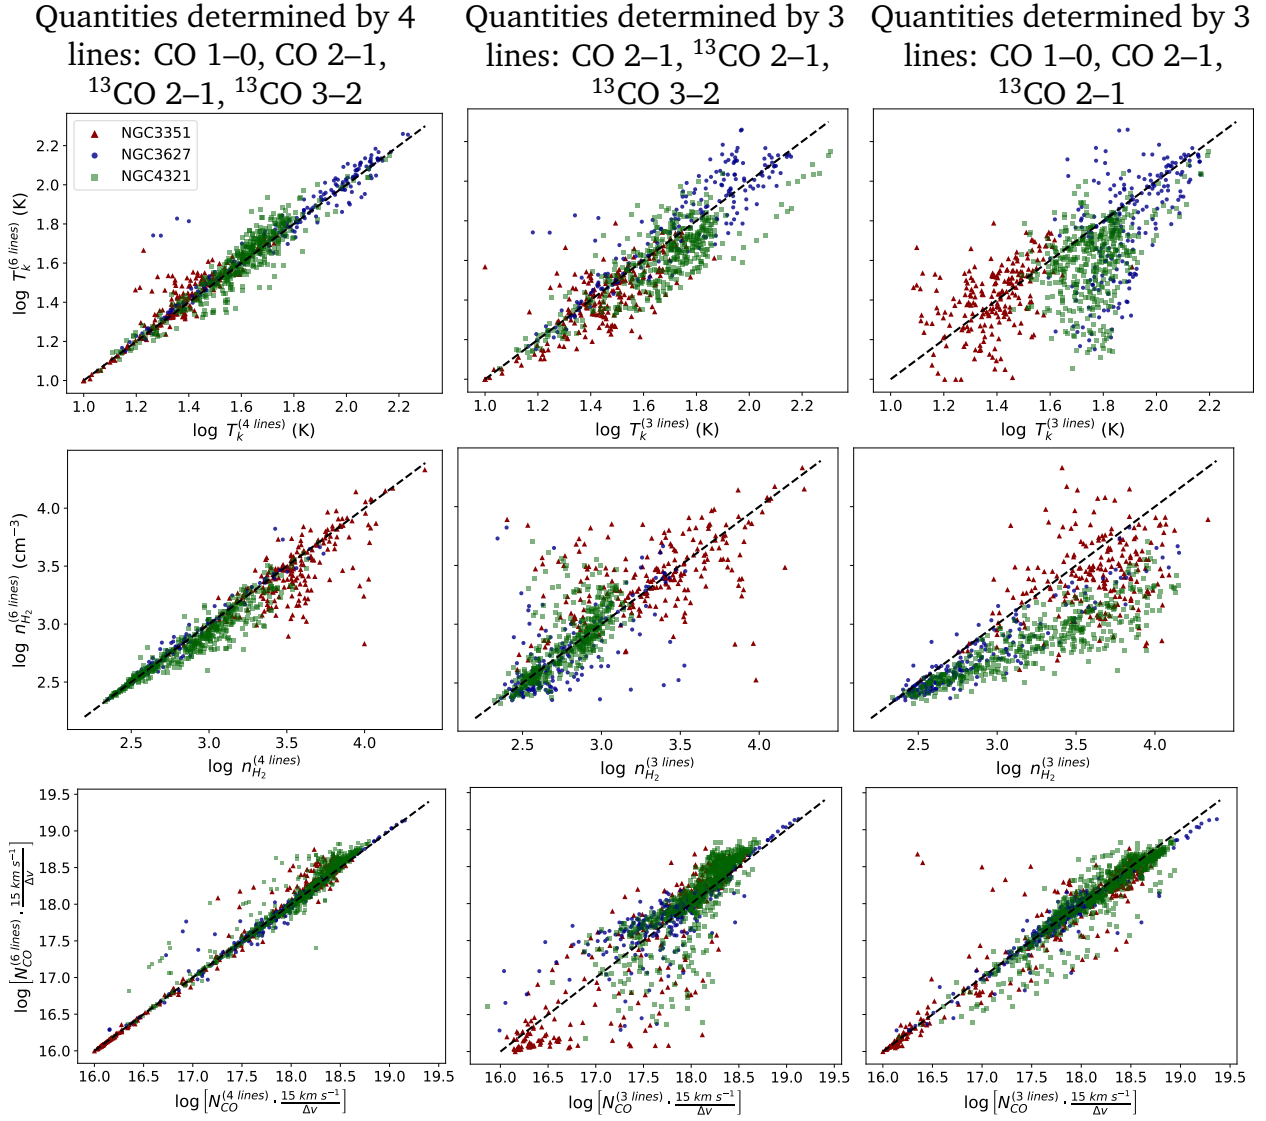 Quantities determined by 4
lines: CO 1–0, CO 2–1,
¹³CO 2–1, ¹³CO 3–2
Quantities determined by 3
lines: CO 2–1, ¹³CO 2–1,
¹³CO 3–2
Quantities determined by 3
lines: CO 1–0, CO 2–1,
¹³CO 2–1
NGC3351
NGC3627
NGC4321
log T_k^(6 lines) (K)
2.2
2.0
1.8
1.6
1.4
1.2
1.0
1.0 1.2 1.4 1.6 1.8 2.0 2.2
log T_k^(4 lines) (K)
1.0 1.2 1.4 1.6 1.8 2.0 2.2
log T_k^(3 lines) (K)
1.0 1.2 1.4 1.6 1.8 2.0 2.2
log T_k^(3 lines) (K)
log n_H₂^(6 lines) (cm⁻³)
4.0
3.5
3.0
2.5
2.5 3.0 3.5 4.0
log n_H₂^(4 lines)
2.5 3.0 3.5 4.0
log n_H₂^(3 lines)
2.5 3.0 3.5 4.0
log n_H₂^(3 lines)
log [N_CO^(6 lines) · 15 km s⁻¹/Δv]
19.5
19.0
18.5
18.0
17.5
17.0
16.5
16.0
16.0 16.5 17.0 17.5 18.0 18.5 19.0 19.5
log [N_CO^(4 lines) · 15 km s⁻¹/Δv]
16.0 16.5 17.0 17.5 18.0 18.5 19.0 19.5
log [N_CO^(3 lines) · 15 km s⁻¹/Δv]
16.0 16.5 17.0 17.5 18.0 18.5 19.0 19.5
log [N_CO^(3 lines) · 15 km s⁻¹/Δv]